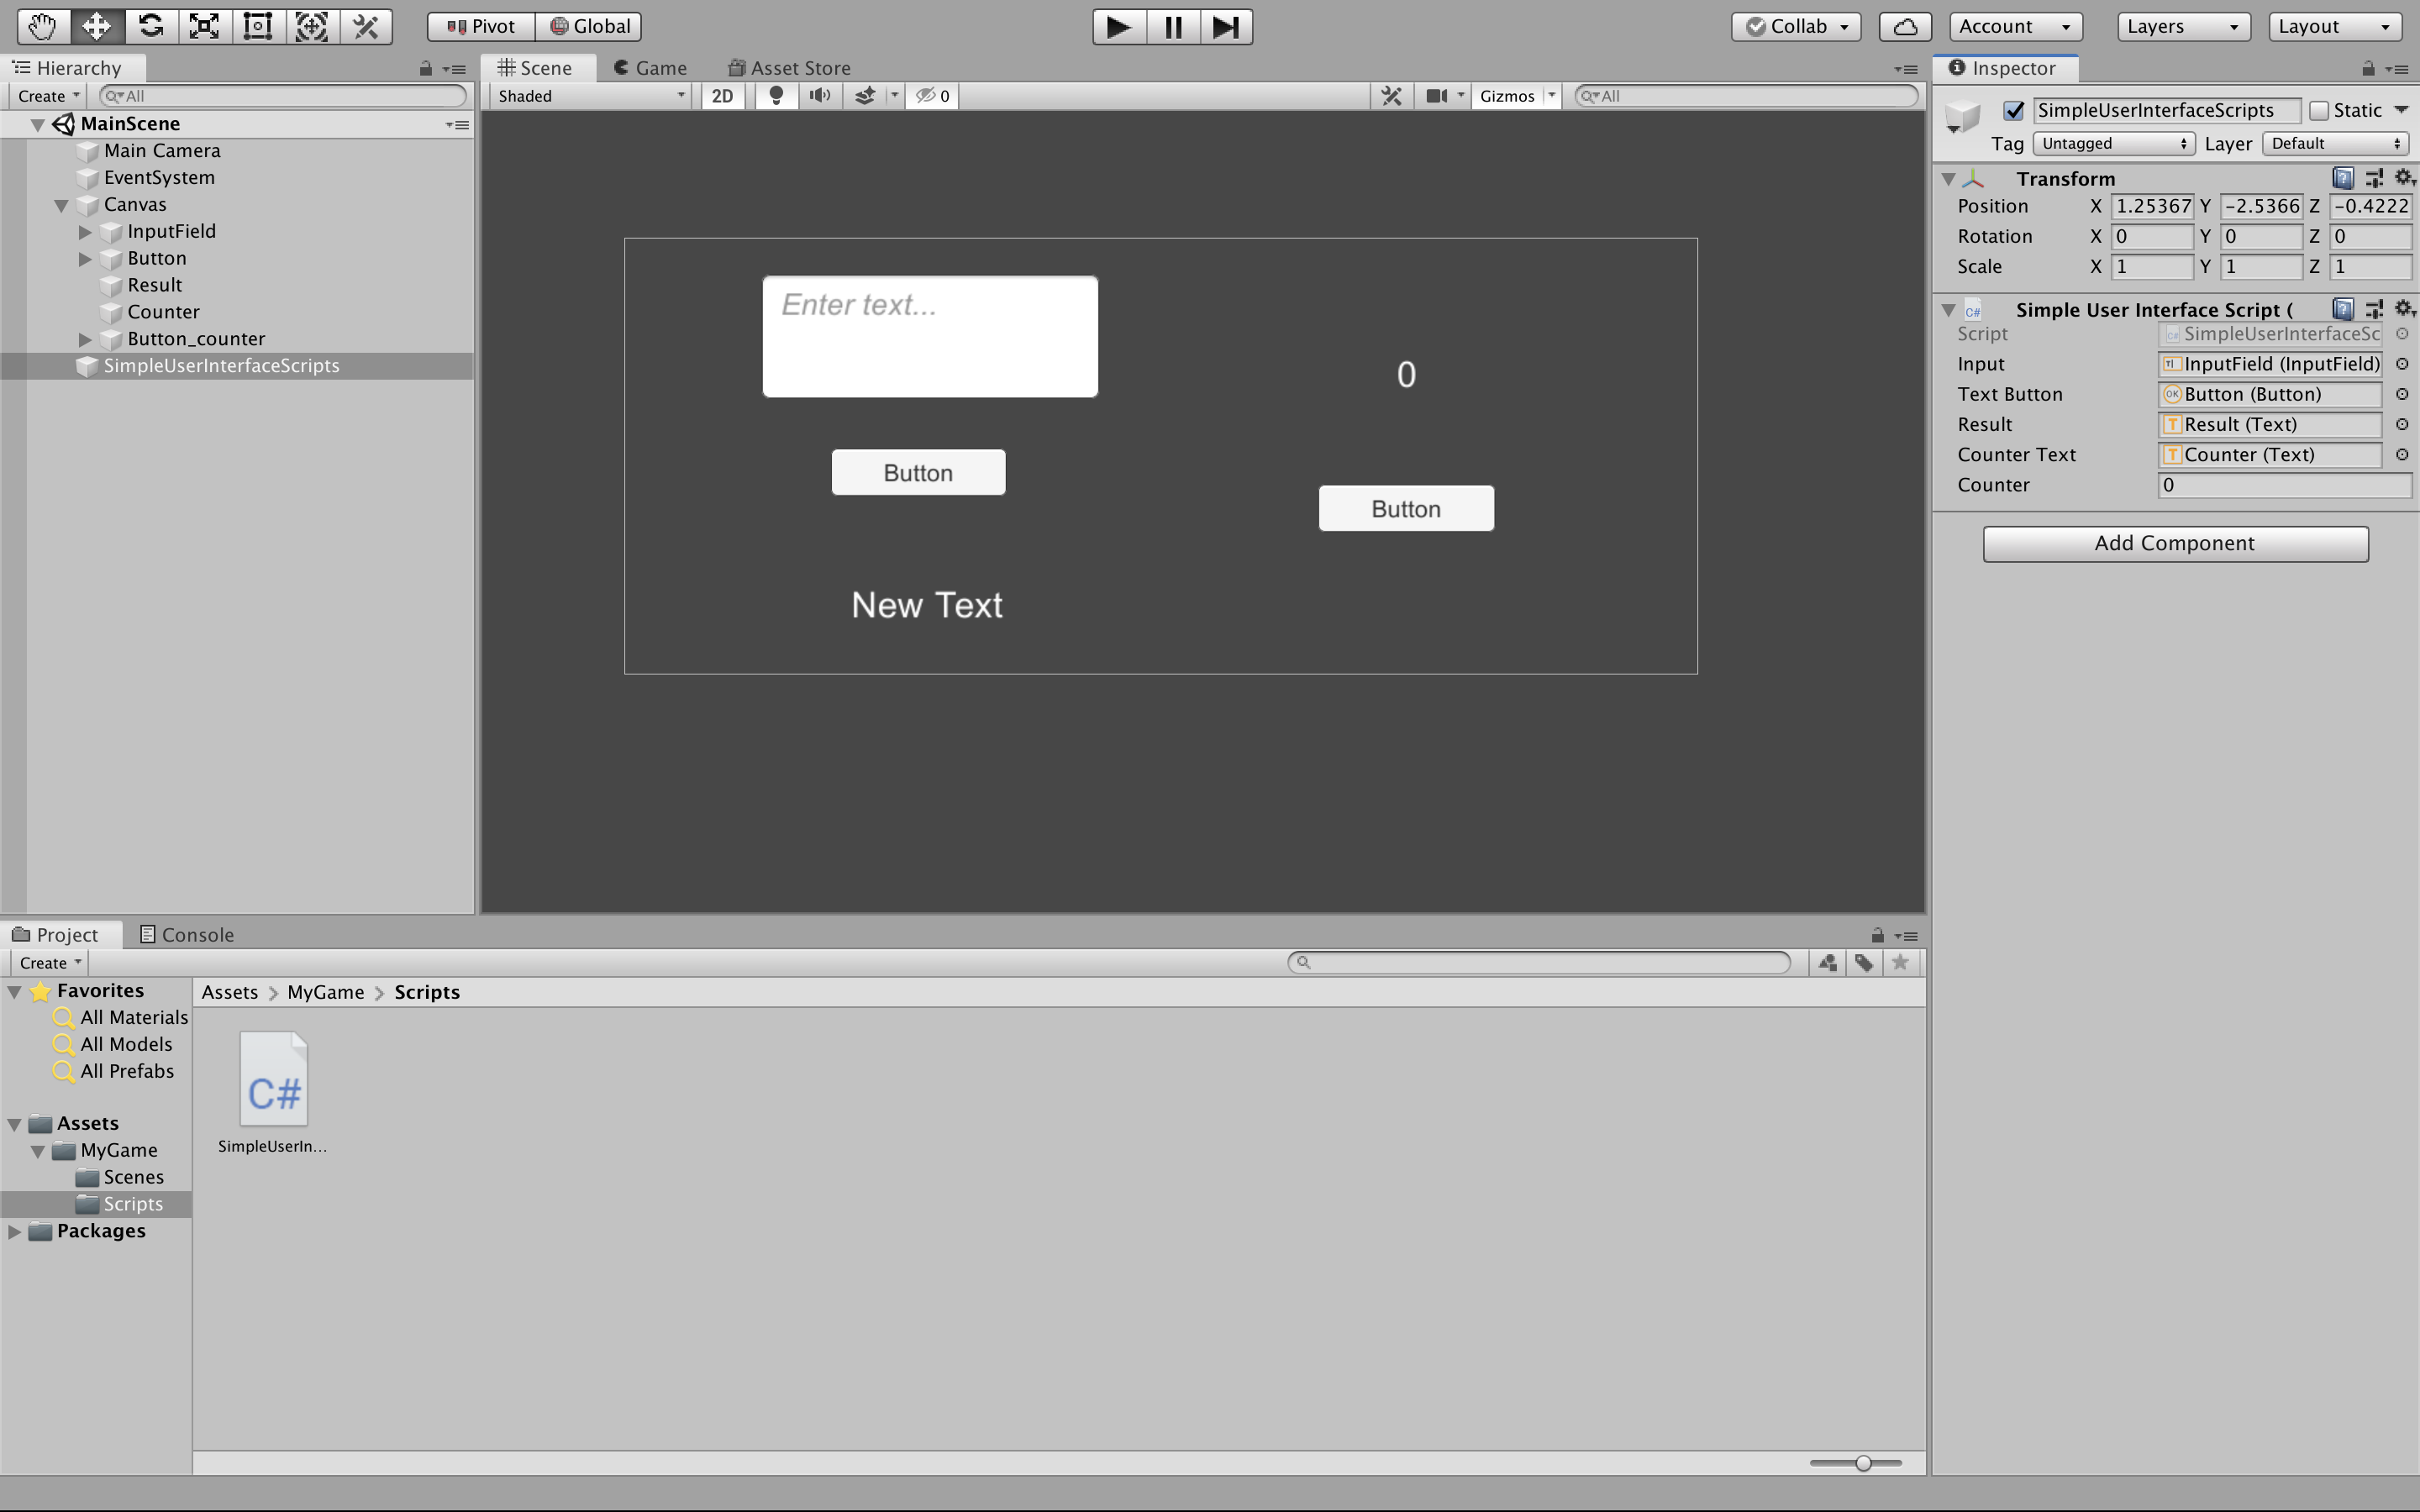 Pivot Global Collab Account Layers Layout
Hierarchy
Create All
MainScene
Main Camera
EventSystem
Canvas
InputField
Button
Result
Counter
Button_counter
SimpleUserInterfaceScripts
Scene Game Asset Store
Shaded 2D 0 Gizmos All
Enter text...
0
Button
Button
New Text
Inspector
SimpleUserInterfaceScripts Static
Tag Untagged Layer Default
Transform
Position X 1.25367 Y -2.5366 Z -0.4222
Rotation X 0 Y 0 Z 0
Scale X 1 Y 1 Z 1
C# Simple User Interface Script (
Script SimpleUserInterfaceSc
Input InputField (InputField)
Text Button OK Button (Button)
Result T Result (Text)
Counter Text T Counter (Text)
Counter 0
Add Component
Project Console
Create
Favorites
All Materials
All Models
All Prefabs
Assets
MyGame
Scenes
Scripts
Packages
Assets > MyGame > Scripts
C#
SimpleUserIn...